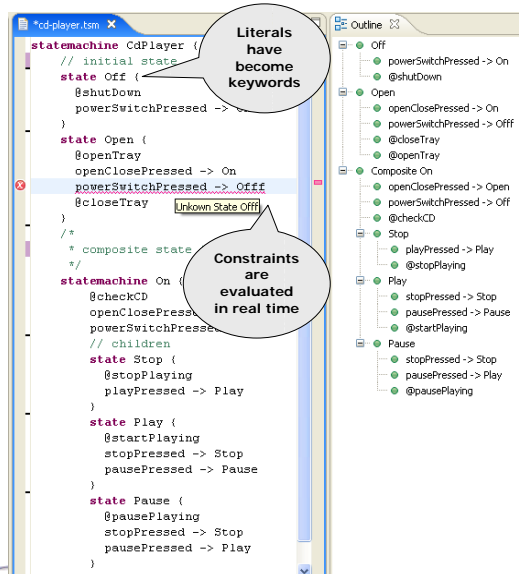 *cd-player.tsm
statemachine CdPlayer {
// initial state
state Off {
@shutDown
powerSwitchPressed ->
}
state Open {
@openTray
openClosePressed -> On
powerSwitchPressed -> Offf
@closeTray
Unkown State Offf
}
/*
* composite state
*/
statemachine On {
@checkCD
openClosePress
powerSwitchPresse
// children
state Stop {
@stopPlaying
playPressed -> Play
}
state Play {
@startPlaying
stopPressed -> Stop
pausePressed -> Pause
}
state Pause {
@pausePlaying
stopPressed -> Stop
pausePressed -> Play
}
Literals
have
become
keywords
Constraints
are
evaluated
in real time
Outline
Off
powerSwitchPressed -> On
@shutDown
Open
openClosePressed -> On
powerSwitchPressed -> Offf
@closeTray
@openTray
Composite On
openClosePressed -> Open
powerSwitchPressed -> Off
@checkCD
Stop
playPressed -> Play
@stopPlaying
Play
stopPressed -> Stop
pausePressed -> Pause
@startPlaying
Pause
stopPressed -> Stop
pausePressed -> Play
@pausePlaying